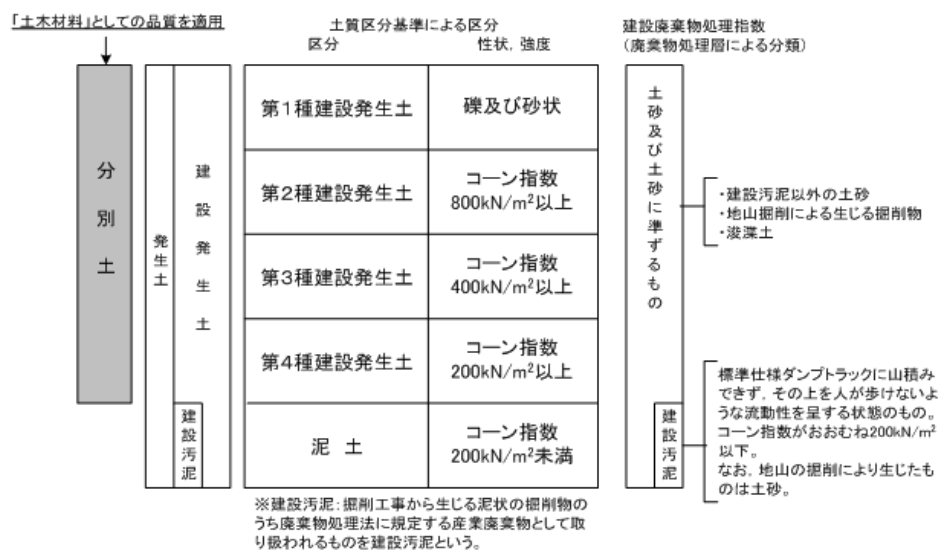 「土木材料」としての品質を適用
土質区分基準による区分
区分
性状，強度
建設廃棄物処理指数
（廃棄物処理層による分類）
分別土
発生土
建設発生土
建設汚泥
第1種建設発生土
礫及び砂状
第2種建設発生土
コーン指数
800kN/m²以上
第3種建設発生土
コーン指数
400kN/m²以上
第4種建設発生土
コーン指数
200kN/m²以上
泥　土
コーン指数
200kN/m²未満
土砂及び土砂に準ずるもの
建設汚泥
・建設汚泥以外の土砂
・地山掘削による生じる掘削物
・浚渫土
標準仕様ダンプトラックに山積み
できず，その上を人が歩けないよ
うな流動性を呈する状態のもの。
コーン指数がおおむね200kN/m²
以下。
なお，地山の掘削により生じたも
のは土砂。
※建設汚泥：掘削工事から生じる泥状の掘削物の
うち廃棄物処理法に規定する産業廃棄物として取
り扱われるものを建設汚泥という。